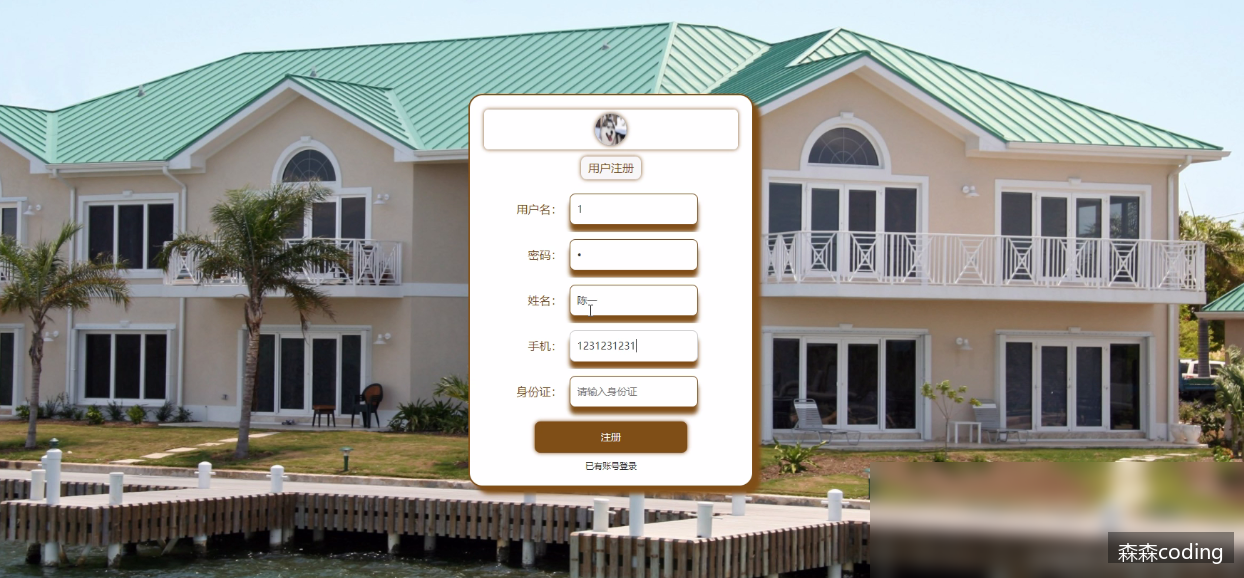 用户注册
用户名： 1
密码： •
姓名： 陈一
手机： 1231231231
身份证： 请输入身份证
注册
已有账号登录
森森coding